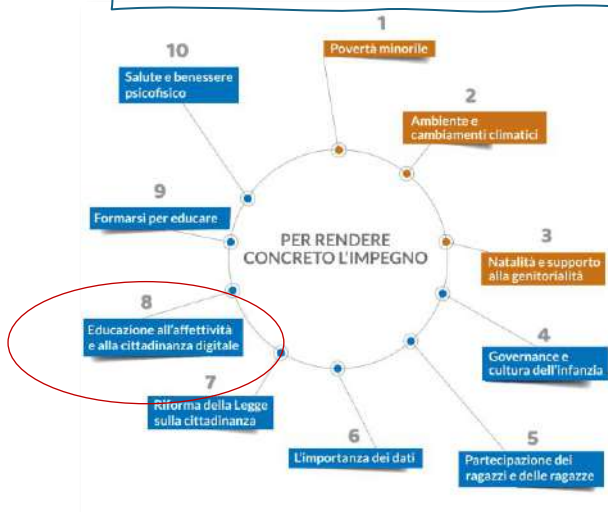 1
Povertà minorile
2
Ambiente e
cambiamenti climatici
3
Natalità e supporto
alla genitorialità
4
Governance e
cultura dell'infanzia
5
Partecipazione dei
ragazzi e delle ragazze
6
L'importanza dei dati
7
Riforma della Legge
sulla cittadinanza
8
Educazione all'affettività
e alla cittadinanza digitale
9
Formarsi per educare
10
Salute e benessere
psicofisico
PER RENDERE
CONCRETO L'IMPEGNO